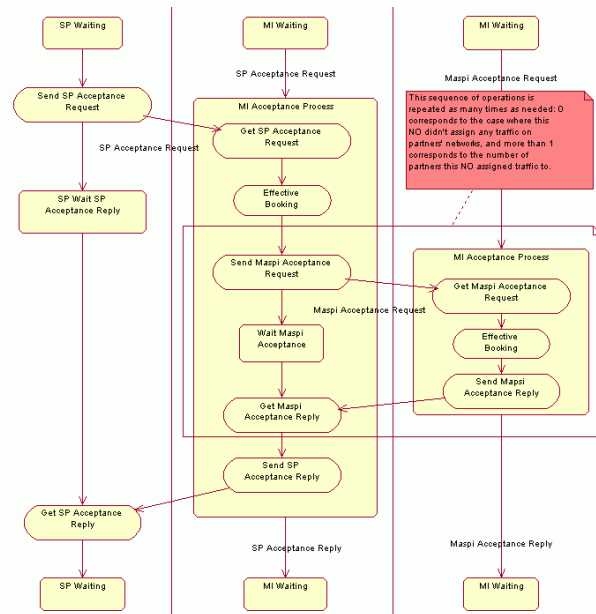 SP Waiting
MI Waiting
MI Waiting
SP Acceptance Request
Maspi Acceptance Request
Send SP Acceptance
Request
This sequence of operations is
repeated as many times as needed: 0
corresponds to the case where this
NO didn't assign any traffic on
partners' networks, and more than 1
corresponds to the number of
partners this NO assigned traffic to.
MI Acceptance Process
Get SP Acceptance
Request
SP Acceptance Request
SP Wait SP
Acceptance Reply
Effective
Booking
Send Maspi Acceptance
Request
MI Acceptance Process
Get Maspi Acceptance
Request
Maspi Acceptance Request
Wait Maspi
Acceptance
Effective
Booking
Send Mapsi
Acceptance Reply
Get Maspi
Acceptance Reply
Send SP
Acceptance Reply
Get SP Acceptance
Reply
SP Acceptance Reply
Maspi Acceptance Reply
SP Waiting
MI Waiting
MI Waiting